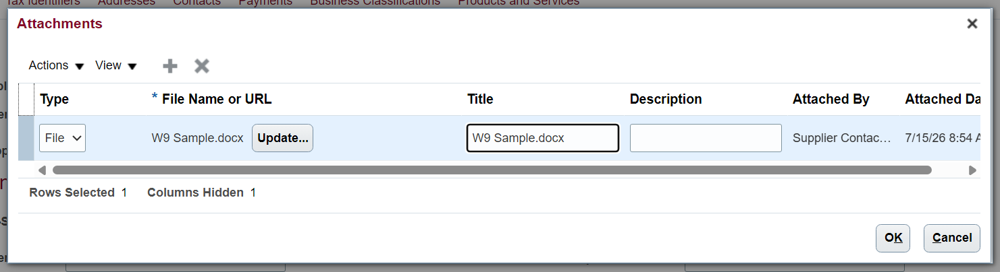 Tax Identifiers Addresses Contacts Payments Business Classifications Products and Services
Attachments
Actions View
Type * File Name or URL Title Description Attached By Attached Da
File W9 Sample.docx Update... W9 Sample.docx Supplier Contac... 7/15/26 8:54 A
Rows Selected 1 Columns Hidden 1
OK Cancel